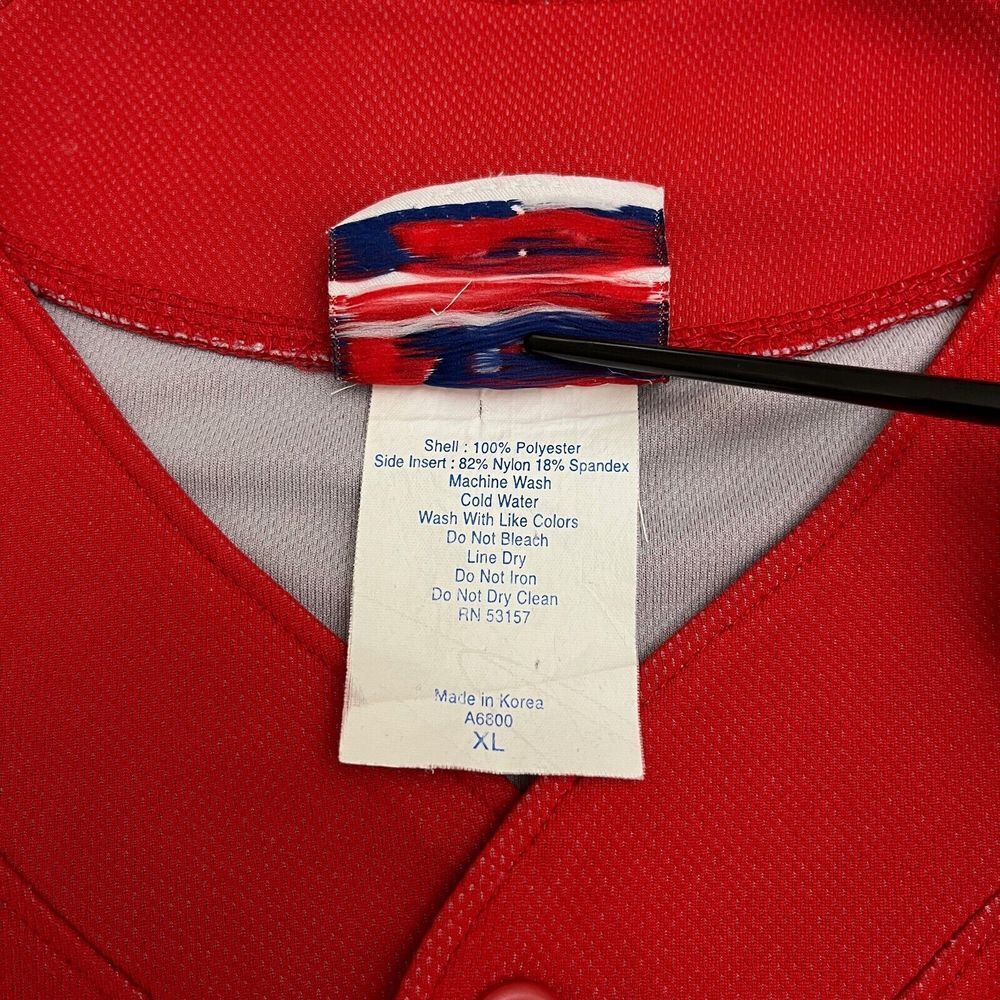 Shell : 100% Polyester
Side Insert : 82% Nylon 18% Spandex
Machine Wash
Cold Water
Wash With Like Colors
Do Not Bleach
Line Dry
Do Not Iron
Do Not Dry Clean
RN 53157
Made in Korea
A6800
XL